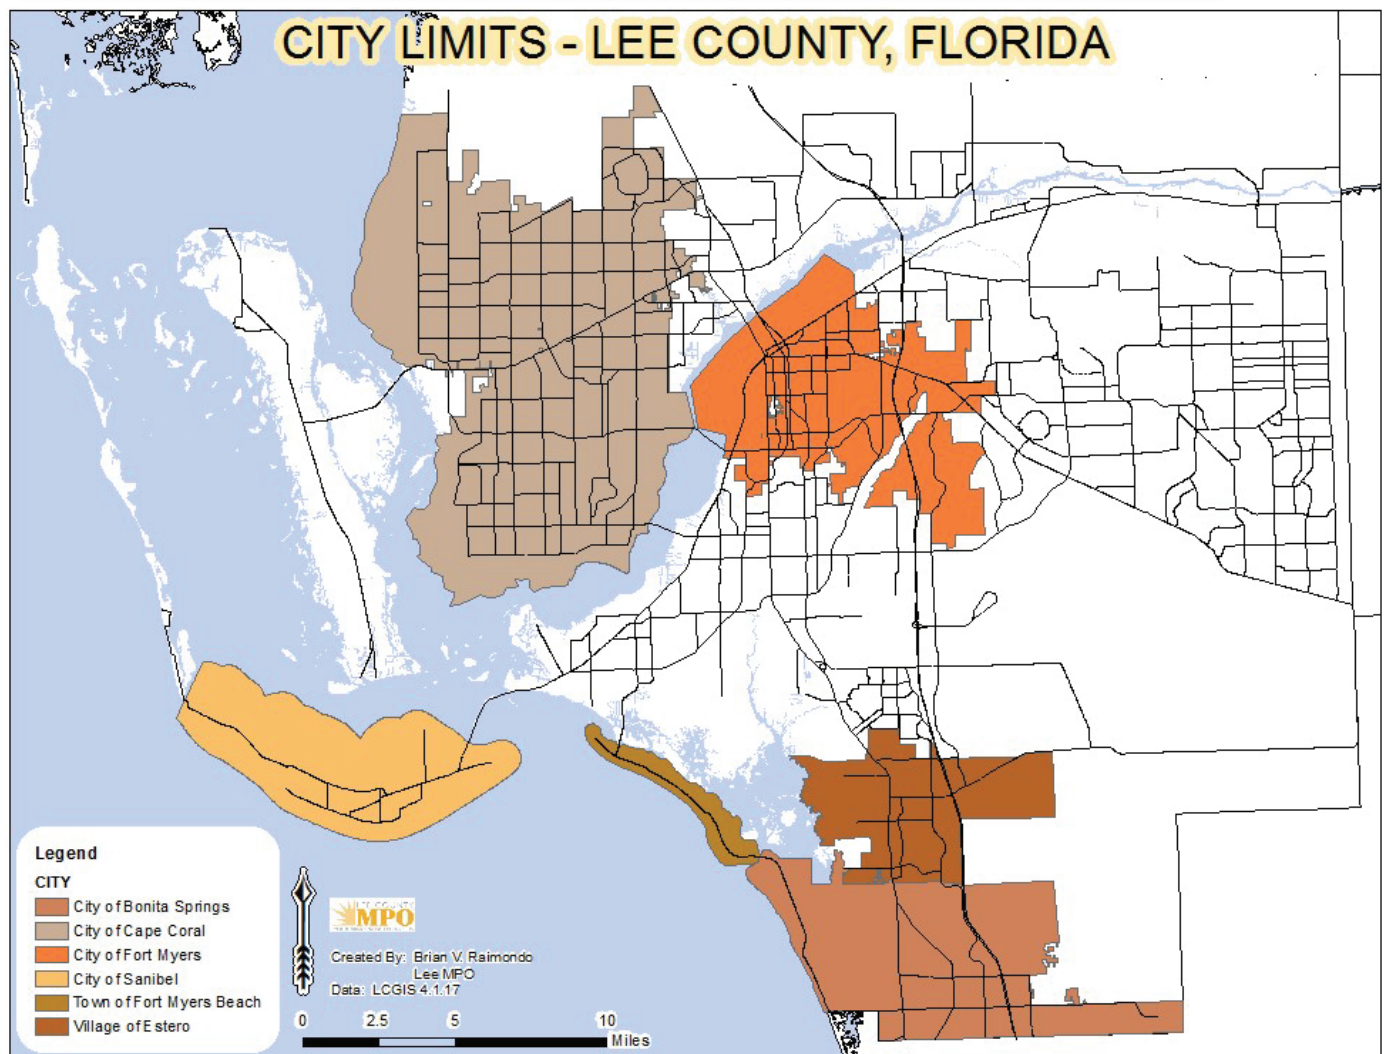 CITY LIMITS - LEE COUNTY, FLORIDA
Legend
CITY
City of Bonita Springs
City of Cape Coral
City of Fort Myers
City of Sanibel
Town of Fort Myers Beach
Village of Estero
LEE COUNTY
MPO
Created By: Brian V. Raimondo
Lee MPO
Data: LCGIS 4.1.17
0 2.5 5 10
Miles